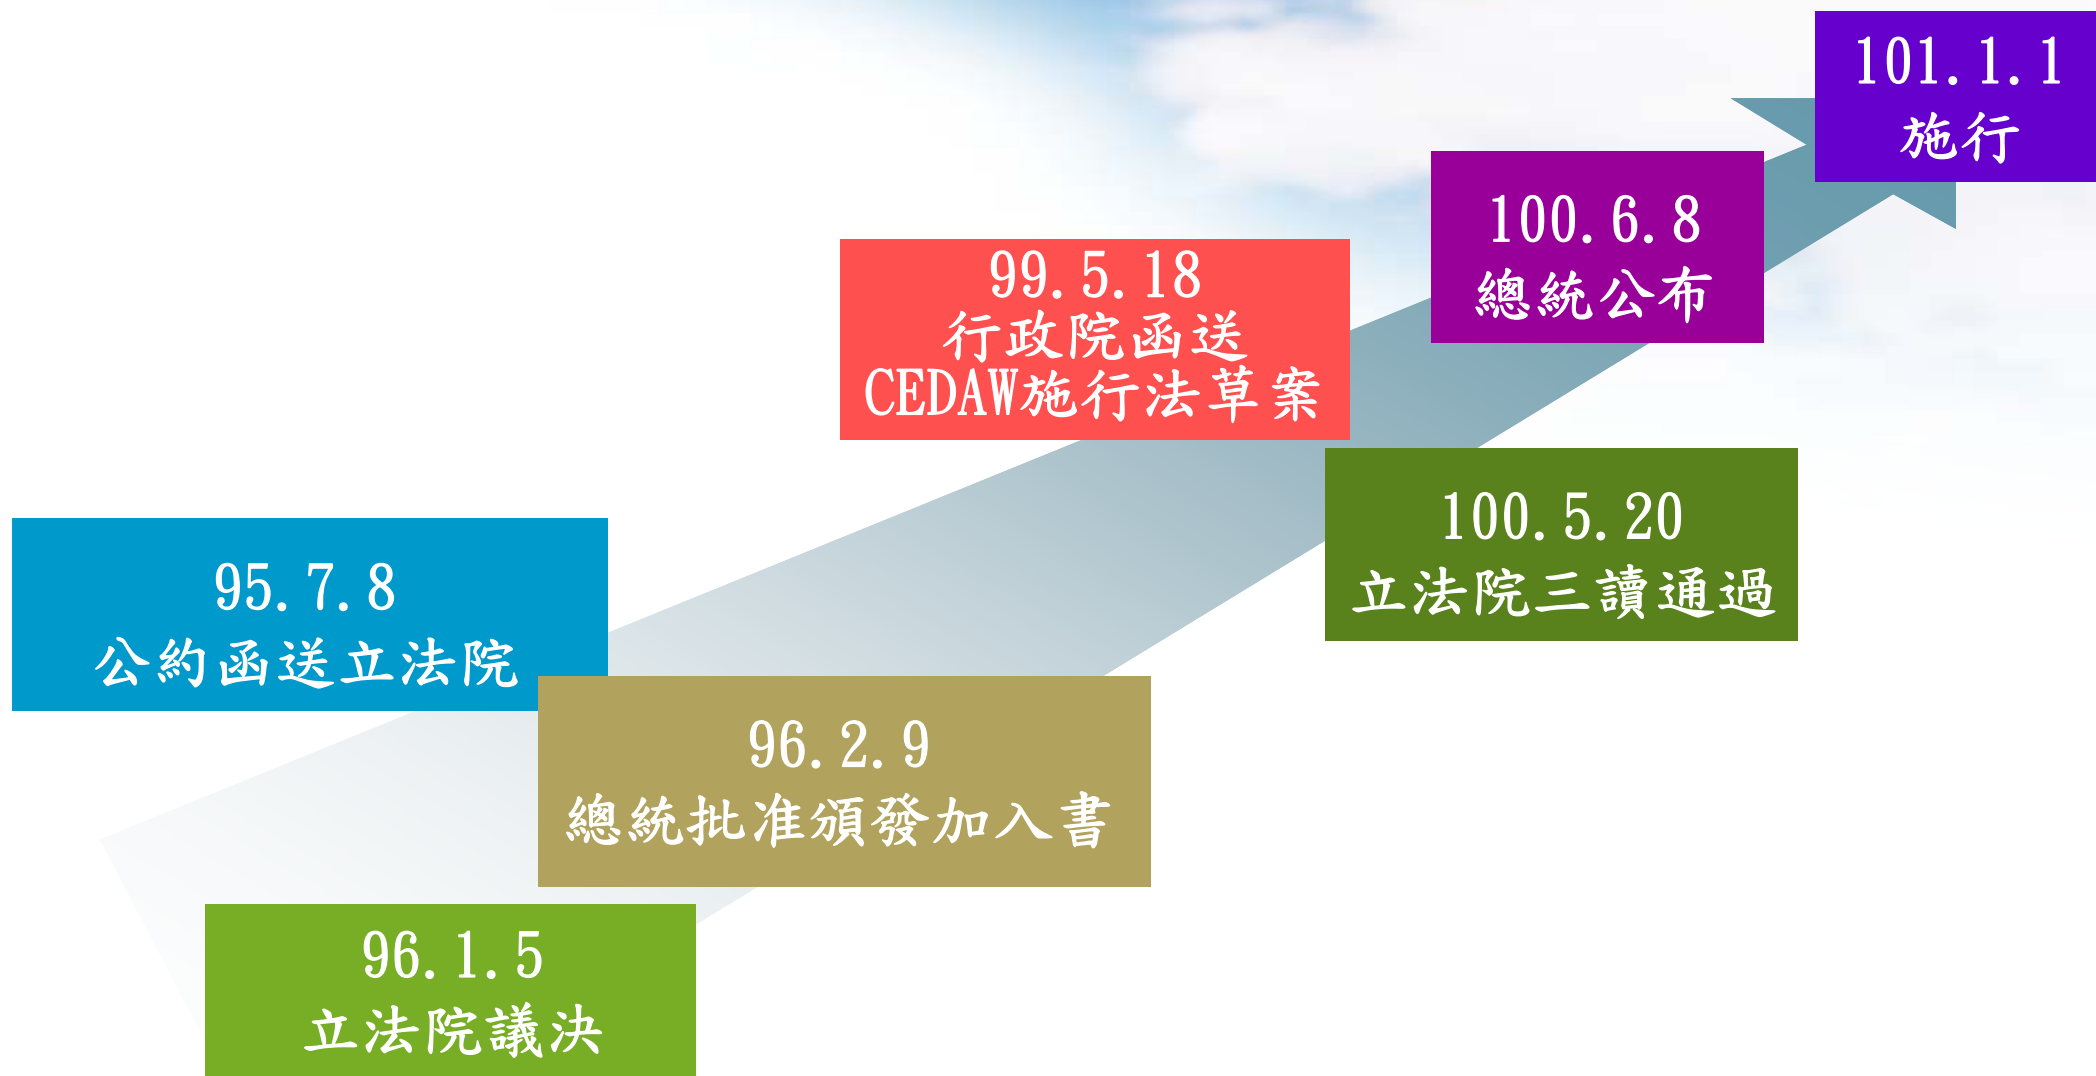 95.7.8
公約函送立法院
96.1.5
立法院議決
96.2.9
總統批准頒發加入書
99.5.18
行政院函送
CEDAW施行法草案
100.5.20
立法院三讀通過
100.6.8
總統公布
101.1.1
施行